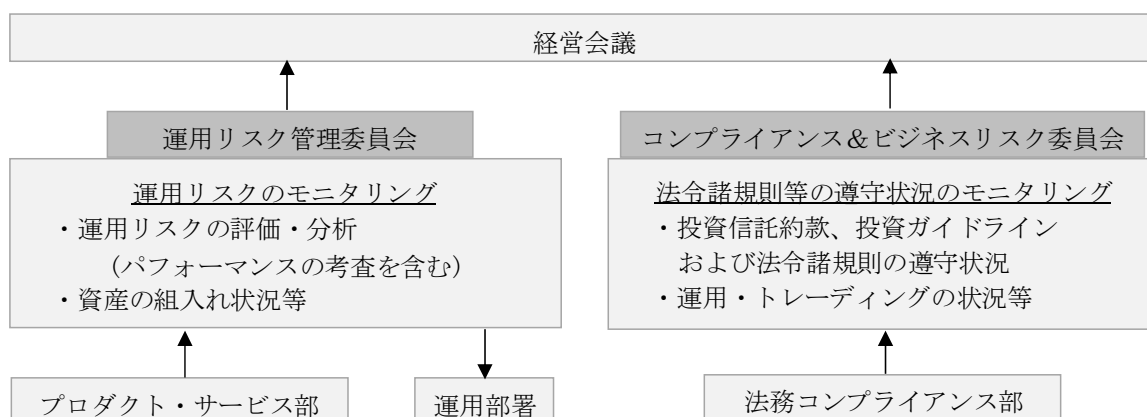 経営会議
運用リスク管理委員会
運用リスクのモニタリング
・運用リスクの評価・分析
（パフォーマンスの考査を含む）
・資産の組入れ状況等
プロダクト・サービス部
運用部署
コンプライアンス＆ビジネスリスク委員会
法令諸規則等の遵守状況のモニタリング
・投資信託約款、投資ガイドライン
および法令諸規則の遵守状況
・運用・トレーディングの状況等
法務コンプライアンス部